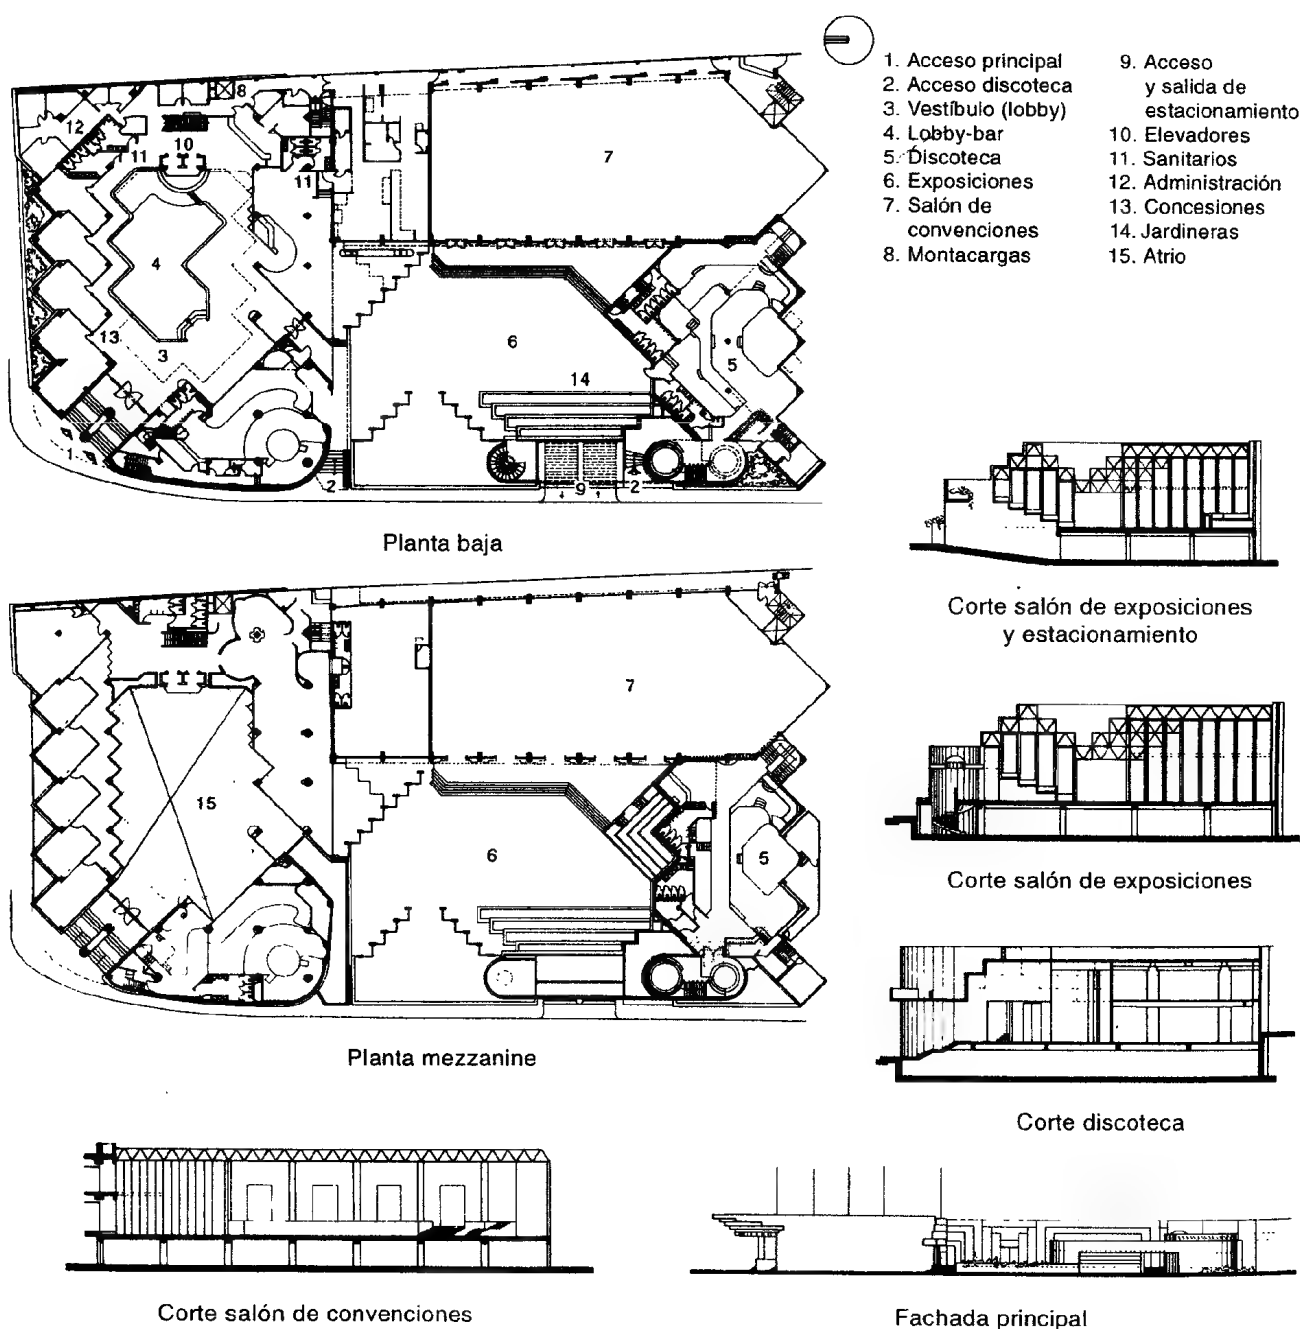 1. Acceso principal
2. Acceso discoteca
3. Vestíbulo (lobby)
4. Lobby-bar
5. Discoteca
6. Exposiciones
7. Salón de
convenciones
8. Montacargas
9. Acceso
y salida de
estacionamiento
10. Elevadores
11. Sanitarios
12. Administración
13. Concesiones
14. Jardineras
15. Atrio
8
12
10
11
11
7
4
13
3
6
14
5
1
2
9
2
Planta baja
7
15
6
5
Planta mezzanine
Corte salón de exposiciones
y estacionamiento
Corte salón de exposiciones
Corte discoteca
Corte salón de convenciones
Fachada principal